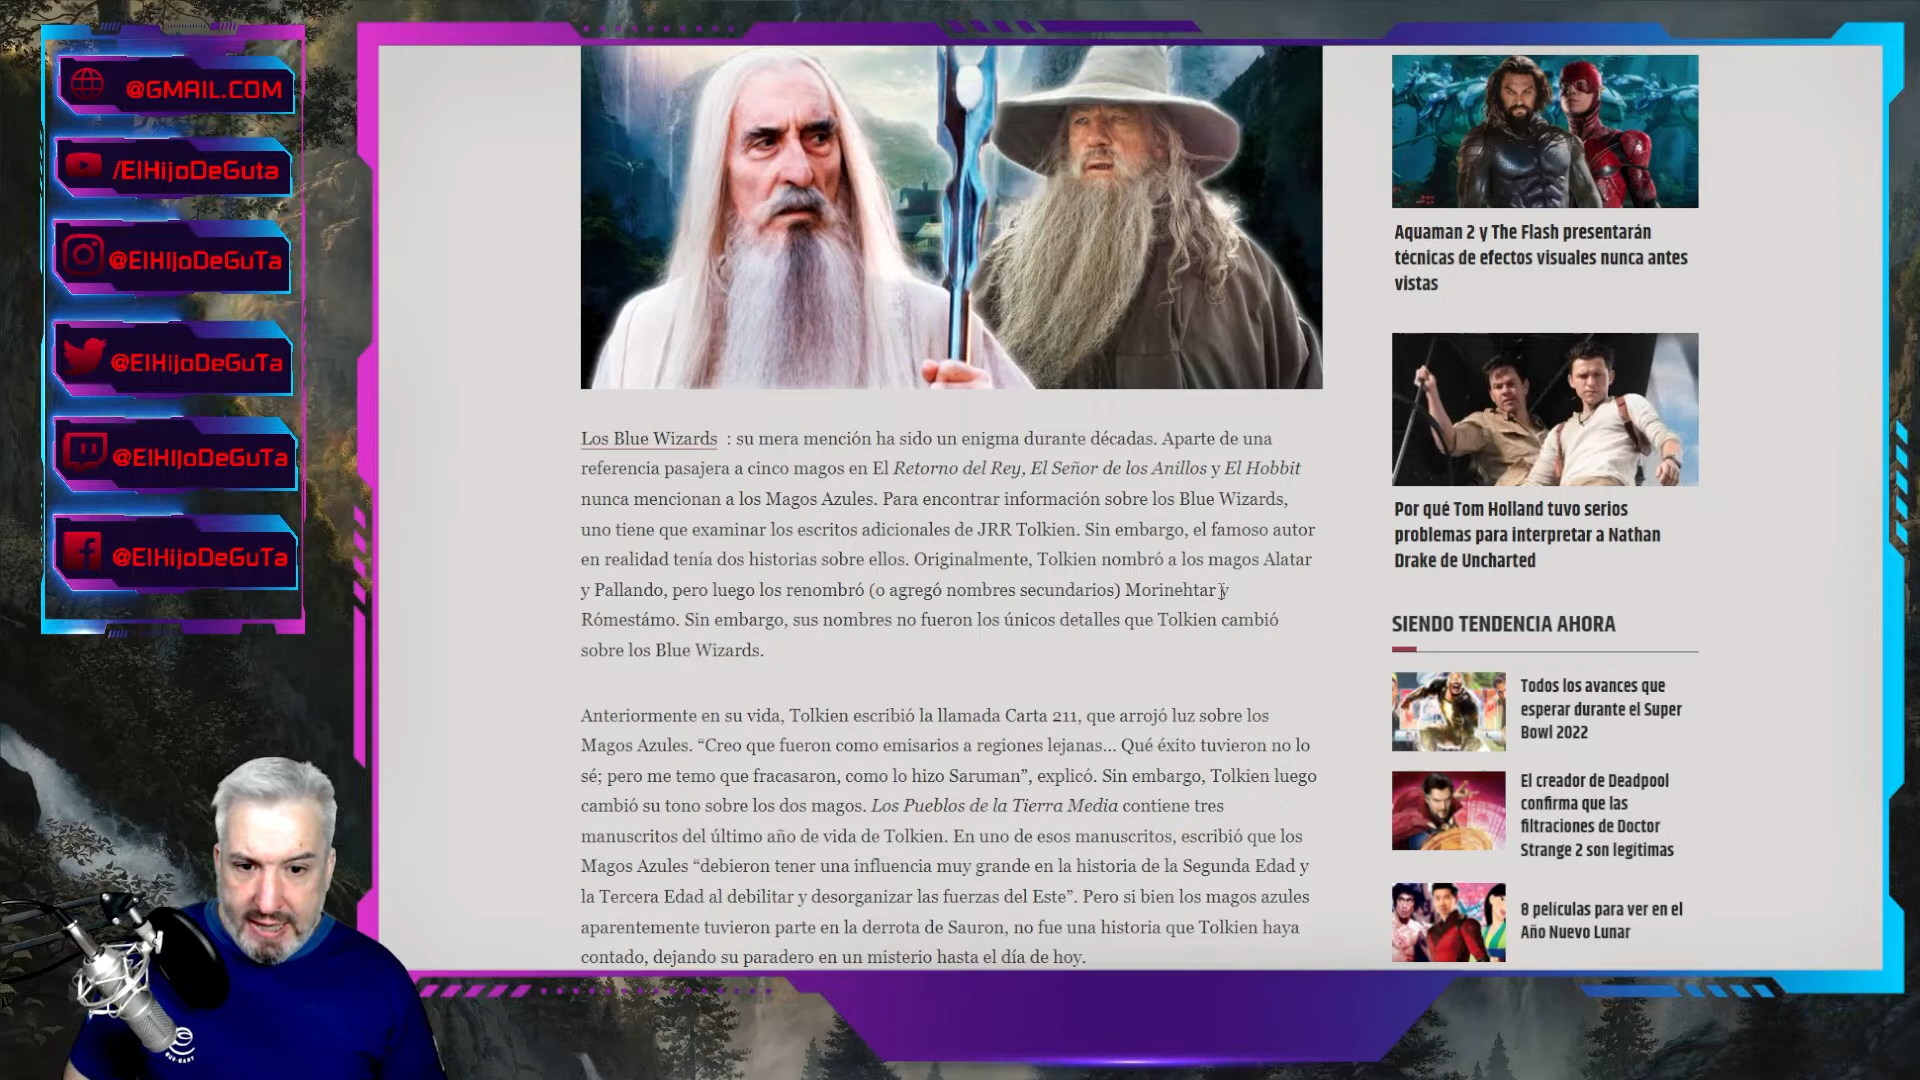 @GMAIL.COM
/ElHijoDeGuta
@ElHIJoDeGuTa
@ElHijoDeGuTa
@ElHIJoDeGuTa
@ElHijoDeGuTa
Los Blue Wizards : su mera mención ha sido un enigma durante décadas. Aparte de una
referencia pasajera a cinco magos en El Retorno del Rey, El Señor de los Anillos y El Hobbit
nunca mencionan a los Magos Azules. Para encontrar información sobre los Blue Wizards,
uno tiene que examinar los escritos adicionales de JRR Tolkien. Sin embargo, el famoso autor
en realidad tenía dos historias sobre ellos. Originalmente, Tolkien nombró a los magos Alatar
y Pallando, pero luego los renombró (o agregó nombres secundarios) Morinehtar y
Rómestámo. Sin embargo, sus nombres no fueron los únicos detalles que Tolkien cambió
sobre los Blue Wizards.
Anteriormente en su vida, Tolkien escribió la llamada Carta 211, que arrojó luz sobre los
Magos Azules. “Creo que fueron como emisarios a regiones lejanas... Qué éxito tuvieron no lo
sé; pero me temo que fracasaron, como lo hizo Saruman”, explicó. Sin embargo, Tolkien luego
cambió su tono sobre los dos magos. Los Pueblos de la Tierra Media contiene tres
manuscritos del último año de vida de Tolkien. En uno de esos manuscritos, escribió que los
Magos Azules “debieron tener una influencia muy grande en la historia de la Segunda Edad y
la Tercera Edad al debilitar y desorganizar las fuerzas del Este”. Pero si bien los magos azules
aparentemente tuvieron parte en la derrota de Sauron, no fue una historia que Tolkien haya
contado, dejando su paradero en un misterio hasta el día de hoy.
Aquaman 2 y The Flash presentarán
técnicas de efectos visuales nunca antes
vistas
Por qué Tom Holland tuvo serios
problemas para interpretar a Nathan
Drake de Uncharted
SIENDO TENDENCIA AHORA
Todos los avances que
esperar durante el Super
Bowl 2022
El creador de Deadpool
confirma que las
filtraciones de Doctor
Strange 2 son legítimas
8 películas para ver en el
Año Nuevo Lunar